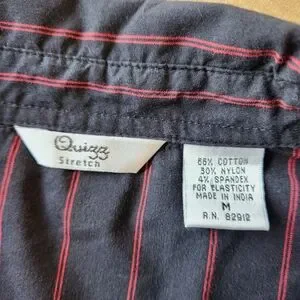 Quizz
Stretch
66% COTTON
30% NYLON
4% SPANDEX
FOR ELASTICITY
MADE IN INDIA
M
R.N. 82912